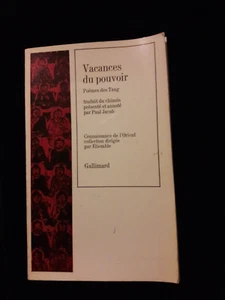 Vacances
du pouvoir
Poèmes des Tang
traduit du chinois
présenté et annoté
par Paul Jacob
Connaissance de l'Orient
collection dirigée
par Etiemble
Gallimard